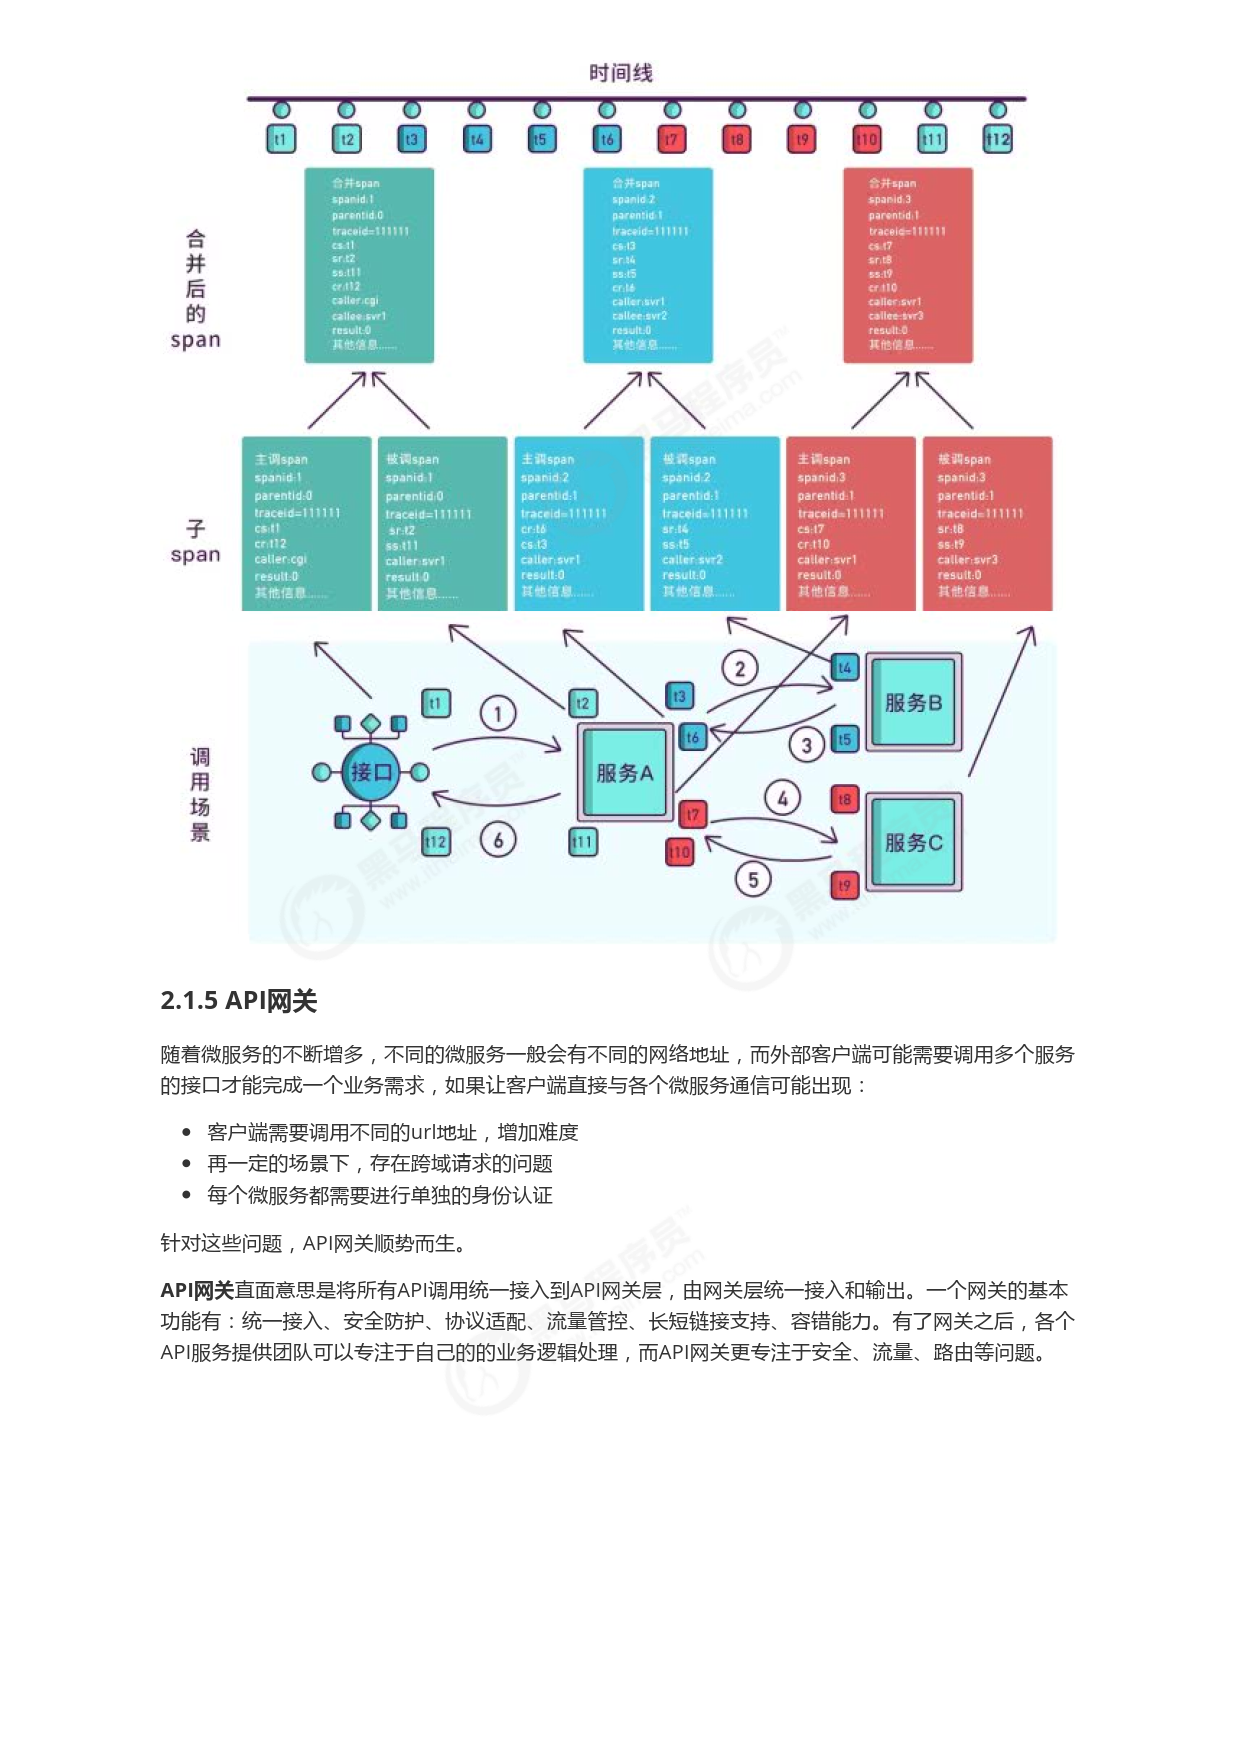 时间线
t1 t2 t3 t4 t5 t6 t7 t8 t9 t10 t11 t12
合并后的span
合并span
spanid:1
parentid:0
traceid=111111
cs:t1
sr:t2
ss:t11
cr:t12
caller:cgi
callee:svr1
result:0
其他信息......
合并span
spanid:2
parentid:1
traceid=111111
cs:t3
sr:t4
ss:t5
cr:t6
caller:svr1
callee:svr2
result:0
其他信息......
合并span
spanid:3
parentid:1
traceid=111111
cs:t7
sr:t8
ss:t9
cr:t10
caller:svr1
callee:svr3
result:0
其他信息......
子span
主调span
spanid:1
parentid:0
traceid=111111
cs:t1
cr:t12
caller:cgi
result:0
其他信息......
被调span
spanid:1
parentid:0
traceid=111111
sr:t2
ss:t11
caller:svr1
result:0
其他信息......
主调span
spanid:2
parentid:1
traceid=111111
cr:t6
cs:t3
caller:svr1
result:0
其他信息......
被调span
spanid:2
parentid:1
traceid=111111
sr:t4
ss:t5
caller:svr2
result:0
其他信息......
主调span
spanid:3
parentid:1
traceid=111111
cs:t7
cr:t10
caller:svr1
result:0
其他信息......
被调span
spanid:3
parentid:1
traceid=111111
sr:t8
ss:t9
caller:svr3
result:0
其他信息......
调用场景
接口
t1
1
t2
服务A
t12
6
t11
t3
t6
2
t4
服务B
3
t5
t7
t10
4
t8
服务C
5
t9
黑马程序员™
www.itheima.com
2.1.5 API网关
随着微服务的不断增多，不同的微服务一般会有不同的网络地址，而外部客户端可能需要调用多个服务
的接口才能完成一个业务需求，如果让客户端直接与各个微服务通信可能出现：
• 客户端需要调用不同的url地址，增加难度
• 再一定的场景下，存在跨域请求的问题
• 每个微服务都需要进行单独的身份认证
针对这些问题，API网关顺势而生。
API网关直面意思是将所有API调用统一接入到API网关层，由网关层统一接入和输出。一个网关的基本
功能有：统一接入、安全防护、协议适配、流量管控、长短链接支持、容错能力。有了网关之后，各个
API服务提供团队可以专注于自己的的业务逻辑处理，而API网关更专注于安全、流量、路由等问题。